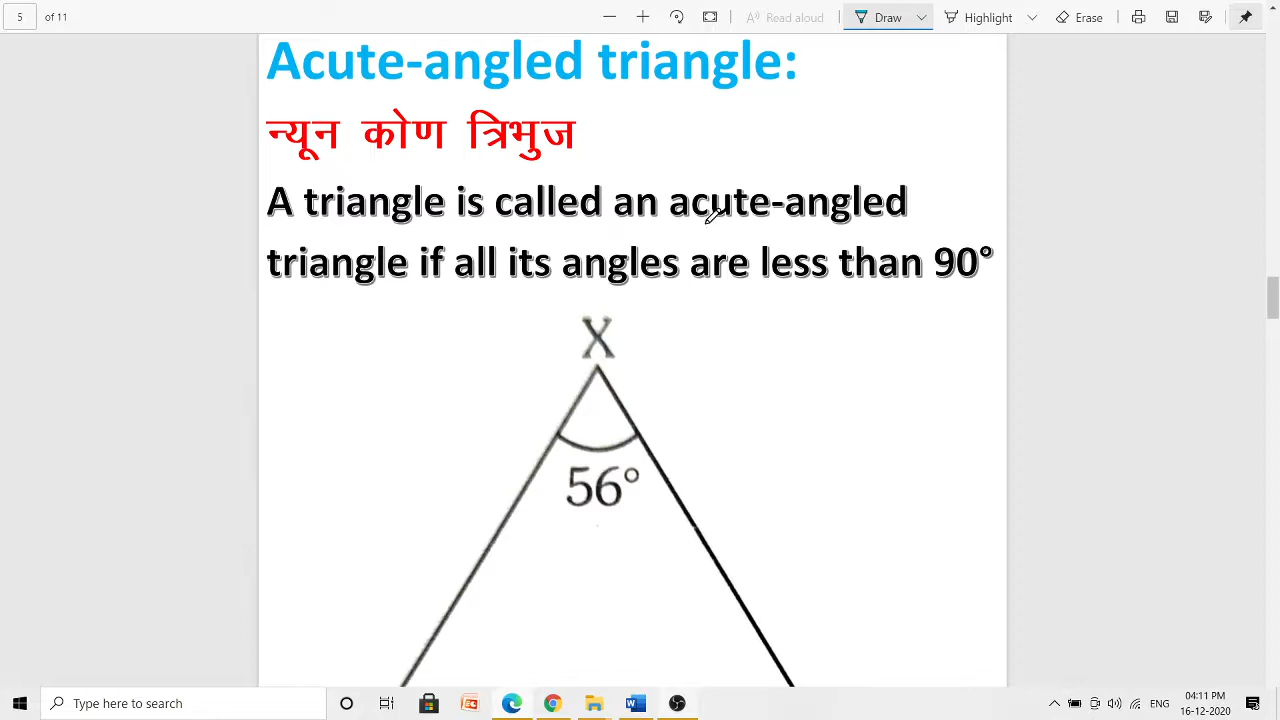 5 of 11
Read aloud
Draw
Highlight
Erase
Acute-angled triangle:
न्यून कोण त्रिभुज
A triangle is called an acute-angled
triangle if all its angles are less than 90°
X
56°
Type here to search
ENG
04:11 PM
16-12-2020